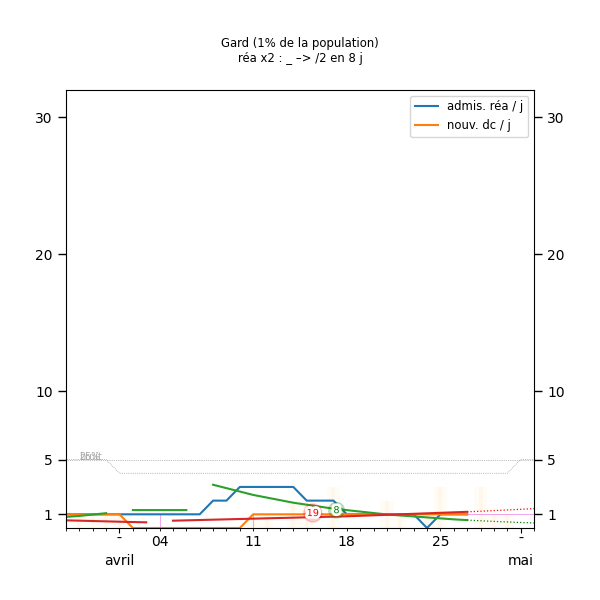 Gard (1% de la population)
réa x2 : _ –> /2 en 8 j
admis. réa / j
nouv. dc / j
30 30
20 20
10 10
5 5
1 1
19 8
- 04 11 18 25 -
avril mai